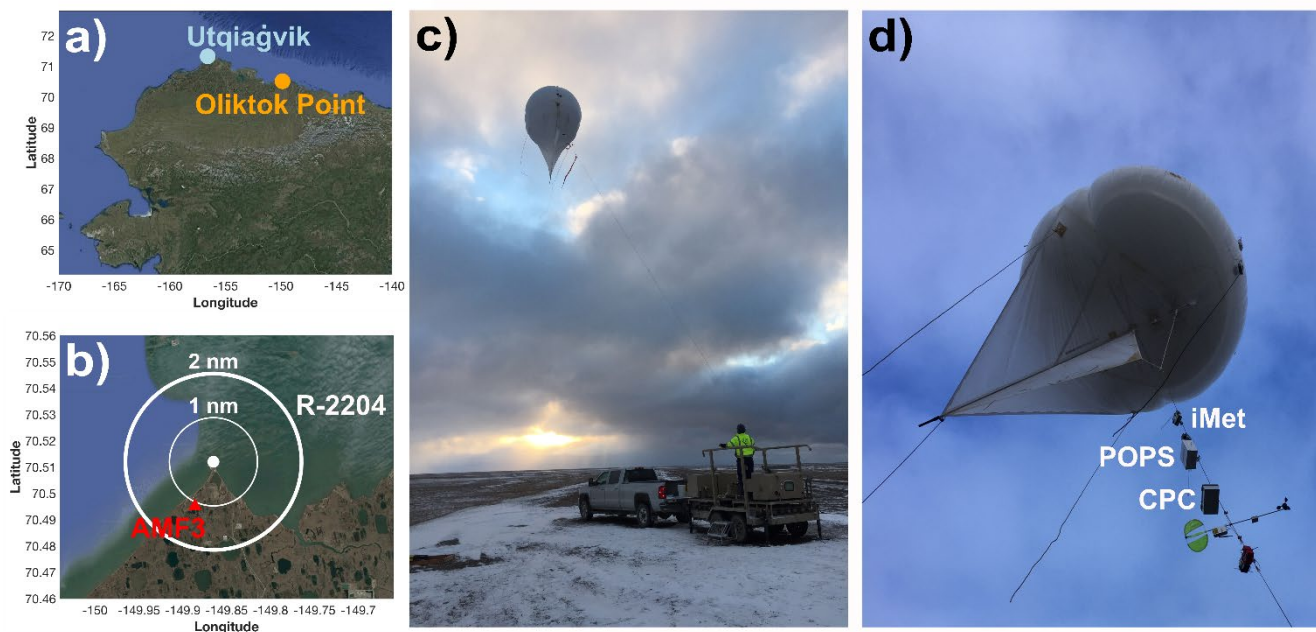 a)
Utqiaġvik
Oliktok Point
Latitude
72
71
70
69
68
67
66
65
-170
-165
-160
-155
-150
-145
-140
Longitude
b)
2 nm
1 nm
R-2204
AMF3
Latitude
70.56
70.55
70.54
70.53
70.52
70.51
70.5
70.49
70.48
70.47
70.46
-150
-149.95
-149.9
-149.85
-149.8
-149.75
-149.7
Longitude
c)
d)
iMet
POPS
CPC